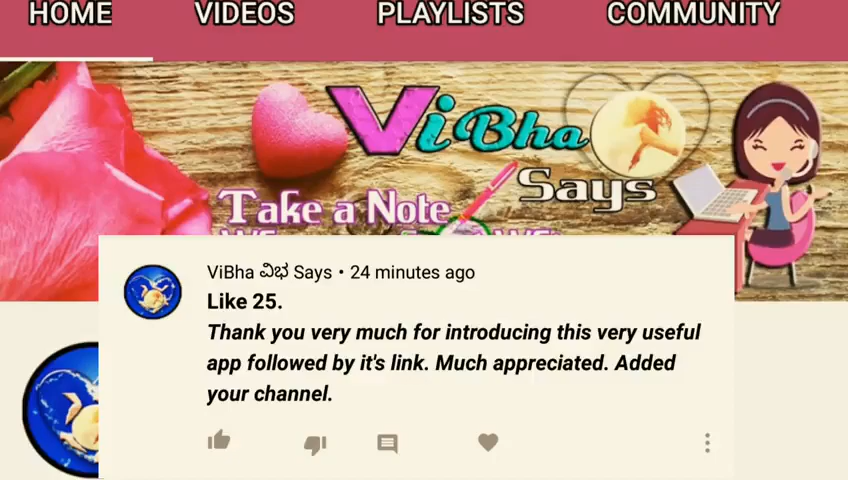 HOME VIDEOS PLAYLISTS COMMUNITY
ViBha
Says
Take a Note
ViBha ವಿಭ Says • 24 minutes ago
Like 25.
Thank you very much for introducing this very useful
app followed by it's link. Much appreciated. Added
your channel.